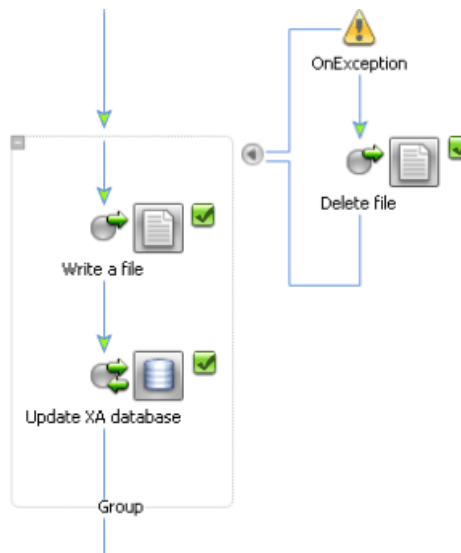 OnException
Delete file
Write a file
Update XA database
Group